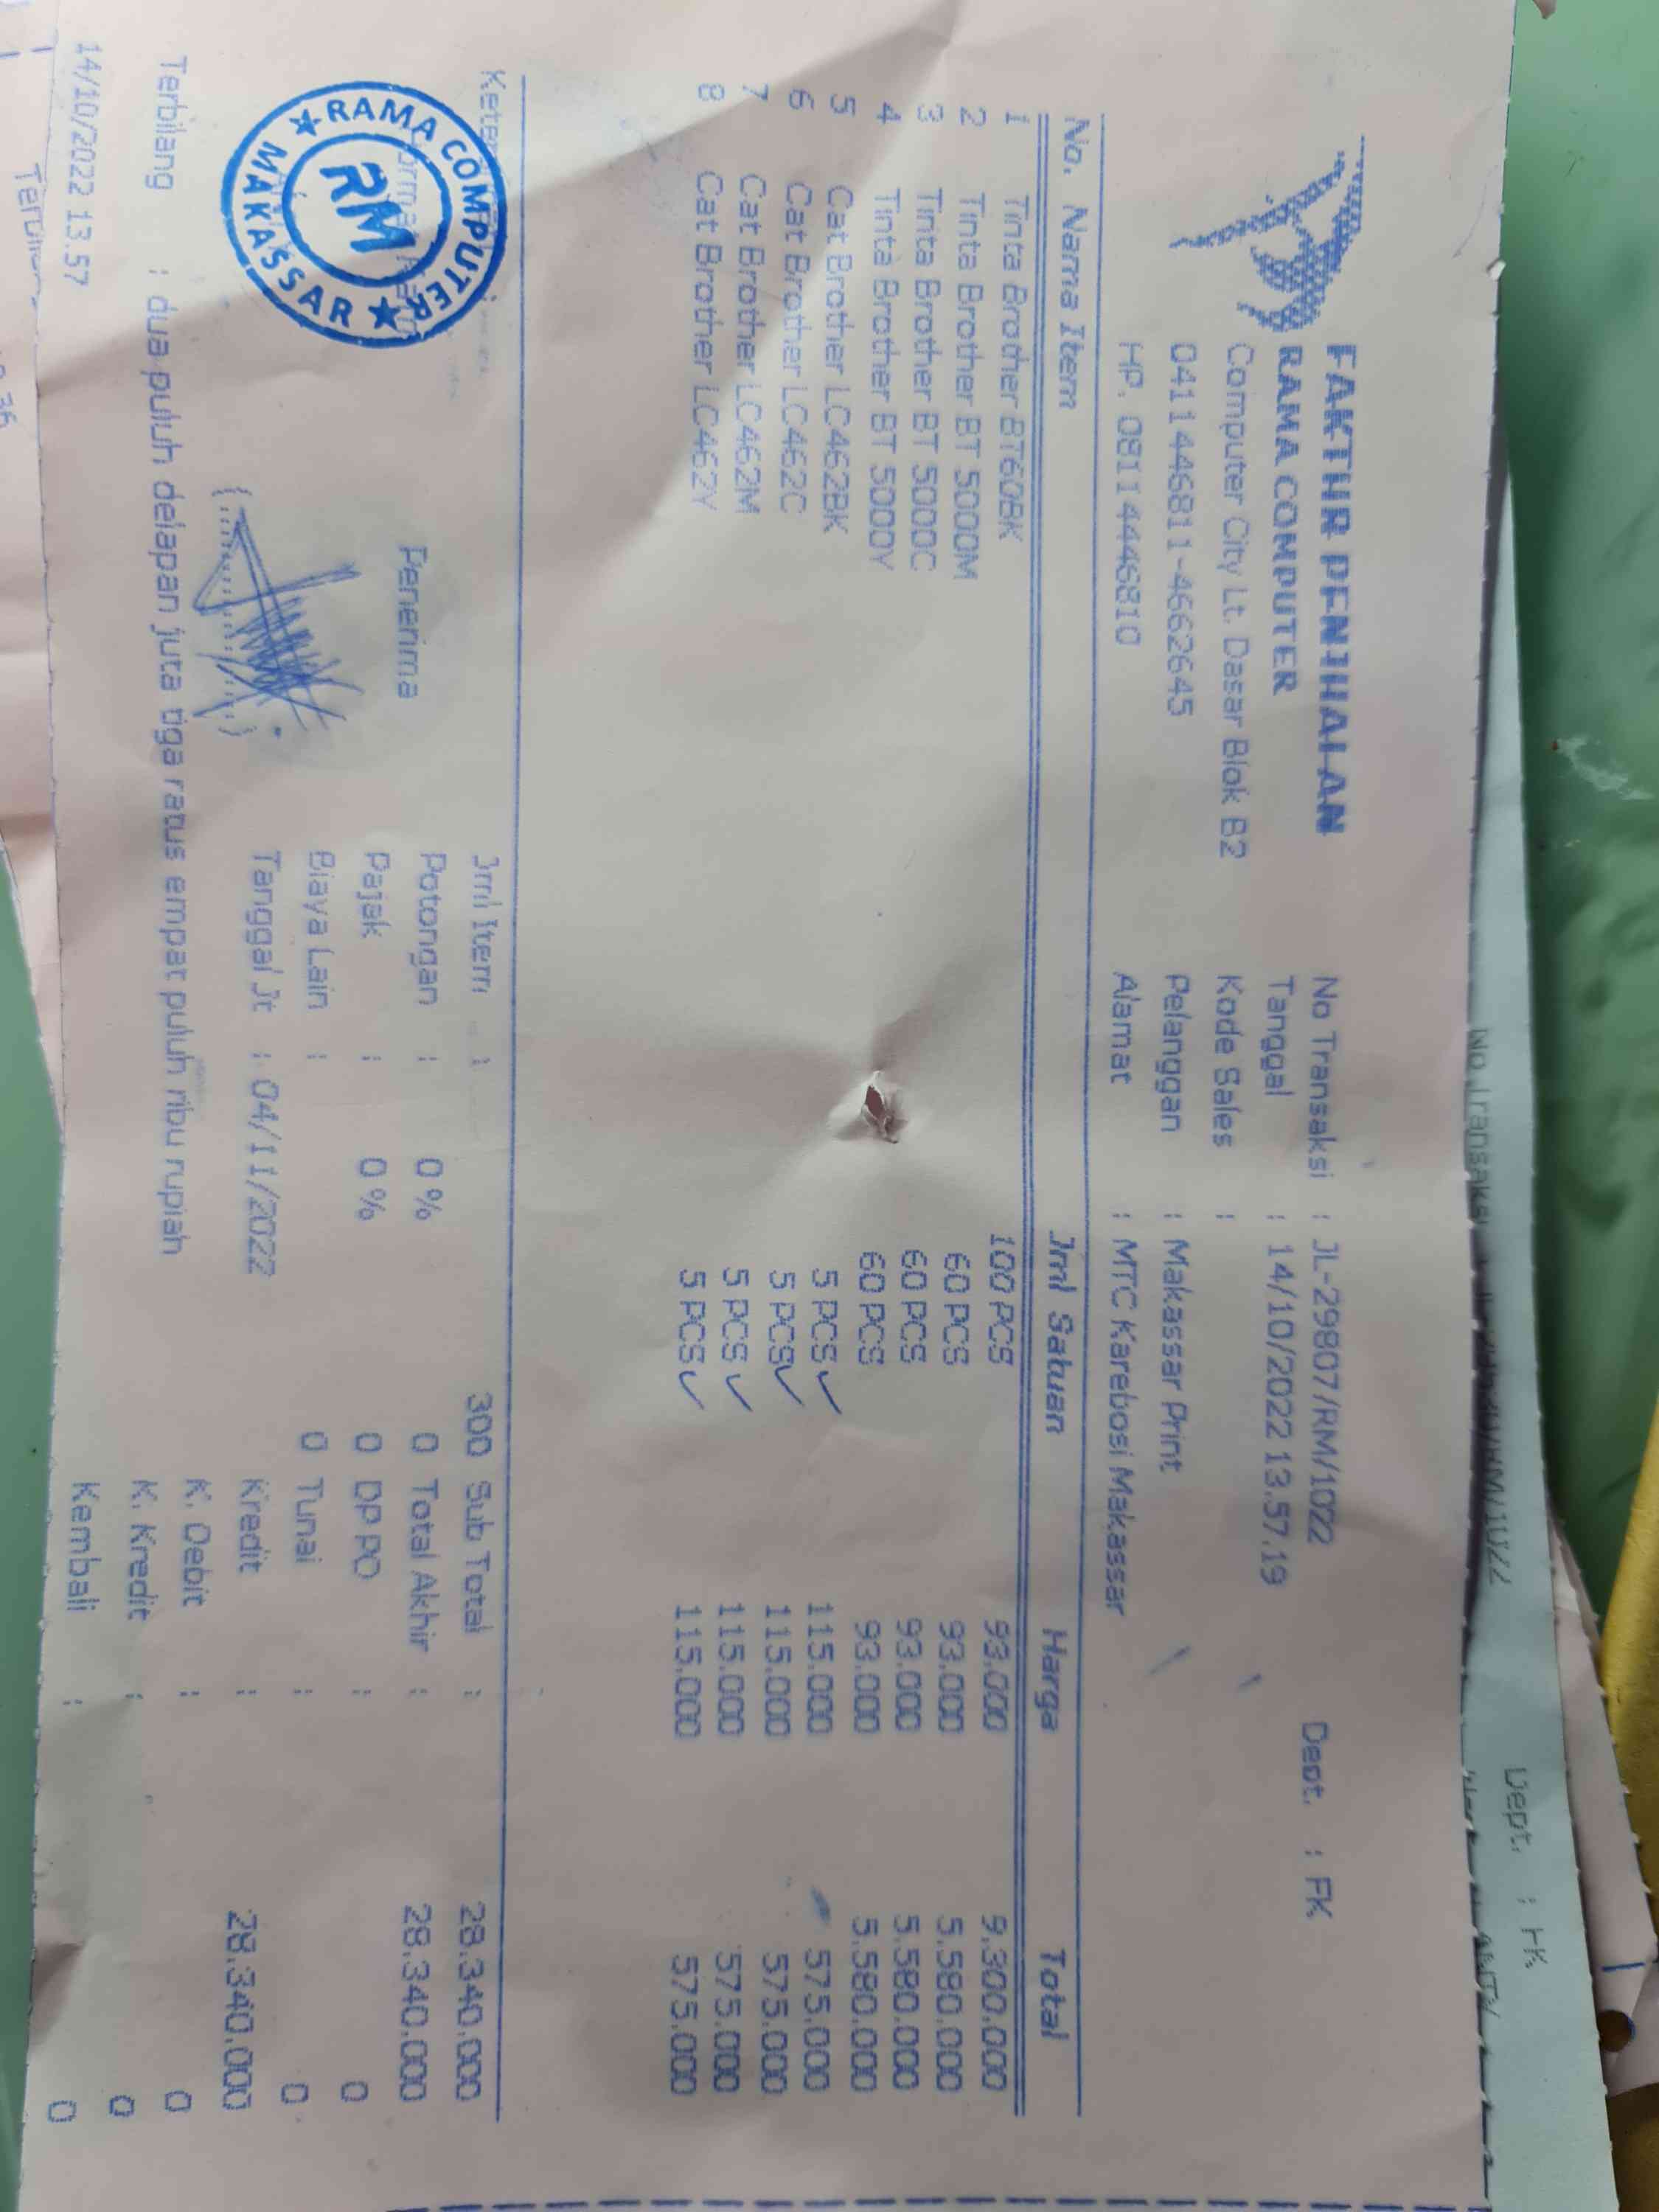 FAKTUR PENJUALAN
RAMA COMPUTER
Computer City Lt. Dasar Blok B2
0411446811-4662645
HP. 08114446810
No Transaksi : JL-29807/RM/1022
Dept. : FK
Tanggal : 14/10/2022 13.57.19
Kode Sales :
Pelanggan : Makassar Print
Alamat : MTC Karebosi Makassar
No. Nama Item Jml Satuan Harga Total
1 Tinta Brother BT60BK 100 PCS 93.000 9.300.000
2 Tinta Brother BT 5000M 60 PCS 93.000 5.580.000
3 Tinta Brother BT 5000C 60 PCS 93.000 5.580.000
4 Tinta Brother BT 5000Y 60 PCS 93.000 5.580.000
5 Cat Brother LC462BK 5 PCS ✓ 115.000 575.000
6 Cat Brother LC462C 5 PCS ✓ 115.000 575.000
7 Cat Brother LC462M 5 PCS ✓ 115.000 575.000
8 Cat Brother LC462Y 5 PCS ✓ 115.000 575.000
Jml Item : 300 Sub Total : 28.340.000
Potongan : 0 % 0 Total Akhir : 28.340.000
Pajak : 0 % 0 DP PO : 0
Biaya Lain : 0 Tunai : 0
Tanggal Jt : 04/11/2022 Kredit : 28.340.000
K. Debit : 0
K. Kredit : 0
Kembali : 0
Penerima
RAMA COMPUTER
RM
MAKASSAR
Terbilang : dua puluh delapan juta tiga ratus empat puluh ribu rupiah
14/10/2022 13.57
No Transaksi
Dept. : FK